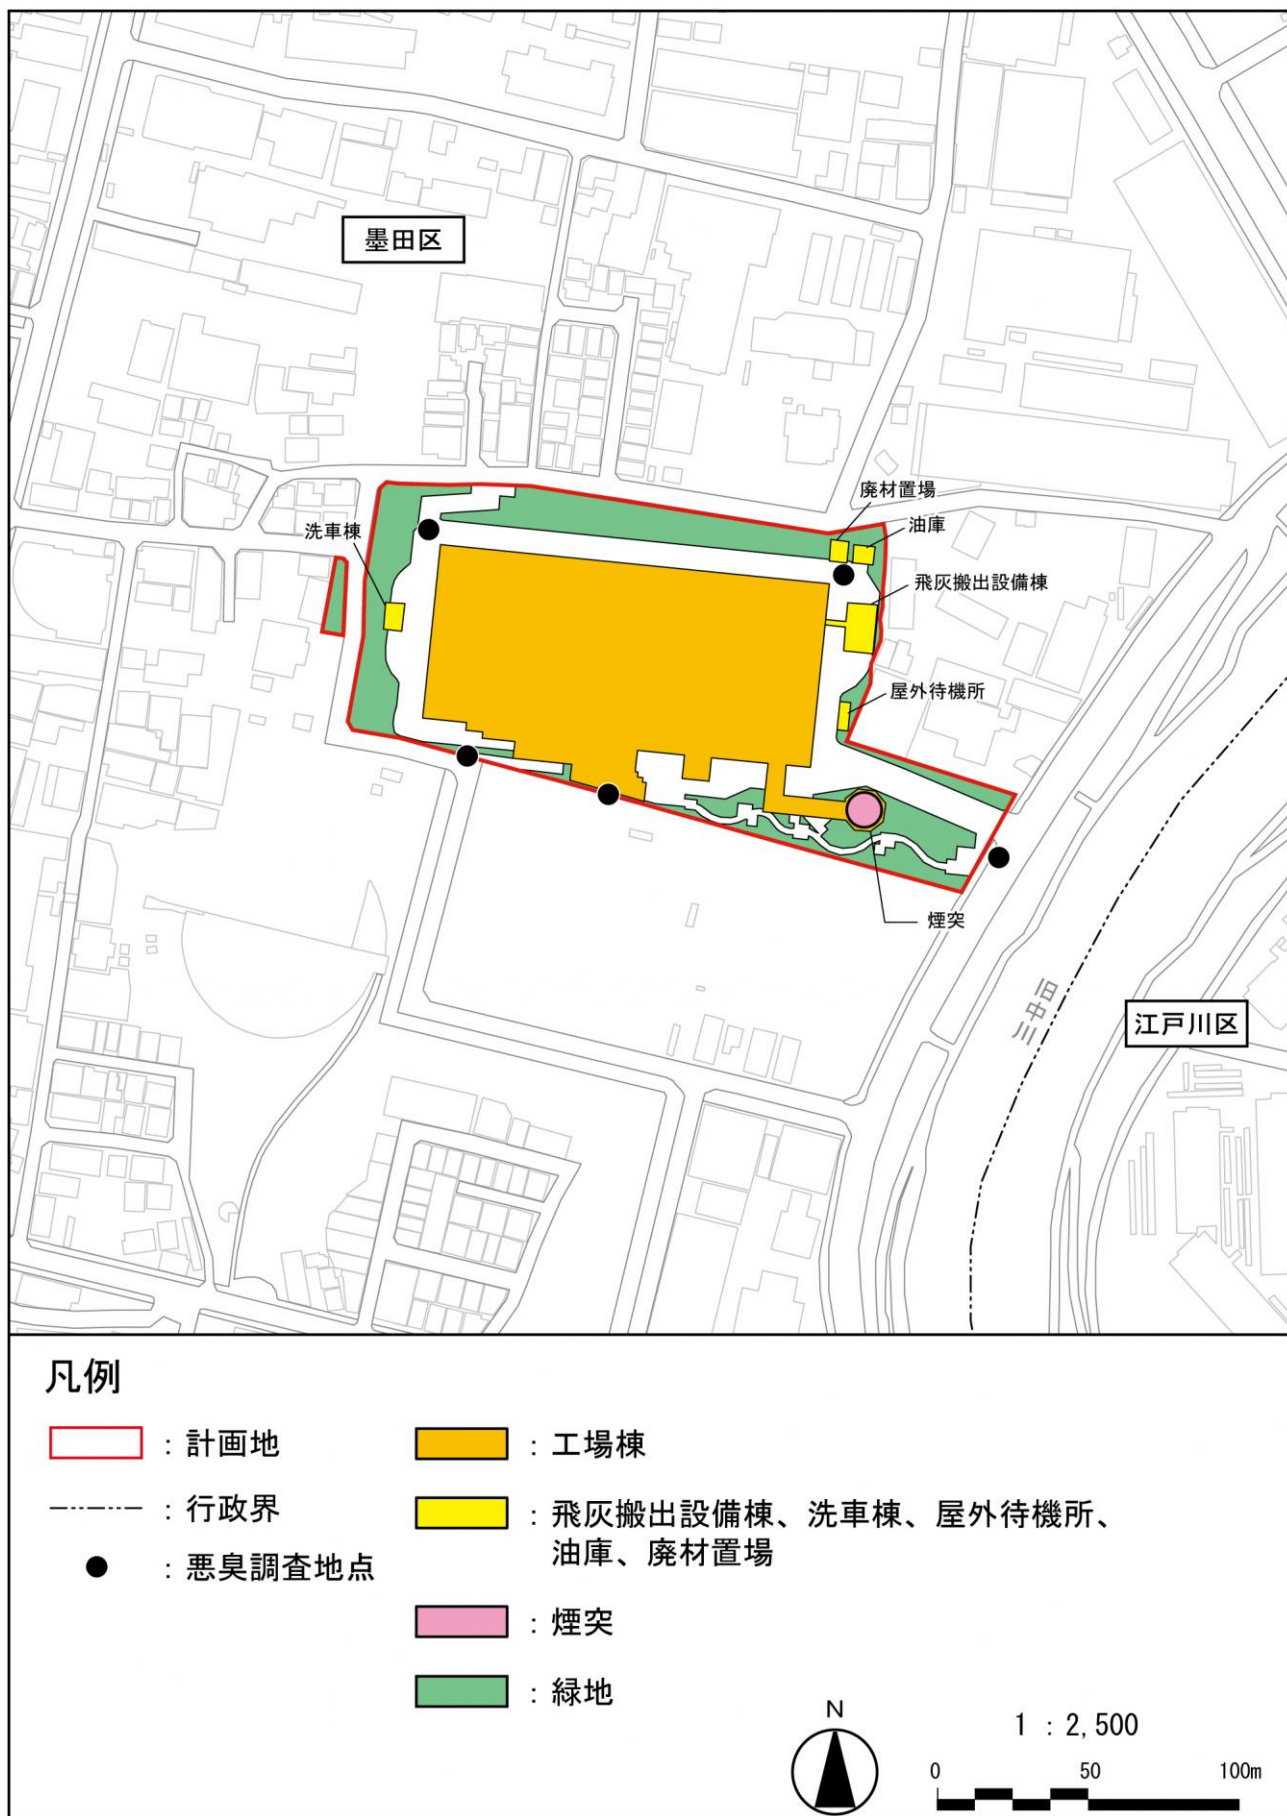 墨田区
廃材置場
油庫
洗車棟
飛灰搬出設備棟
屋外待機所
煙突
旧中川
江戸川区
凡例
：計画地
：行政界
：悪臭調査地点
：工場棟
：飛灰搬出設備棟、洗車棟、屋外待機所、
油庫、廃材置場
：煙突
：緑地
N
1 : 2,500
0 50 100m